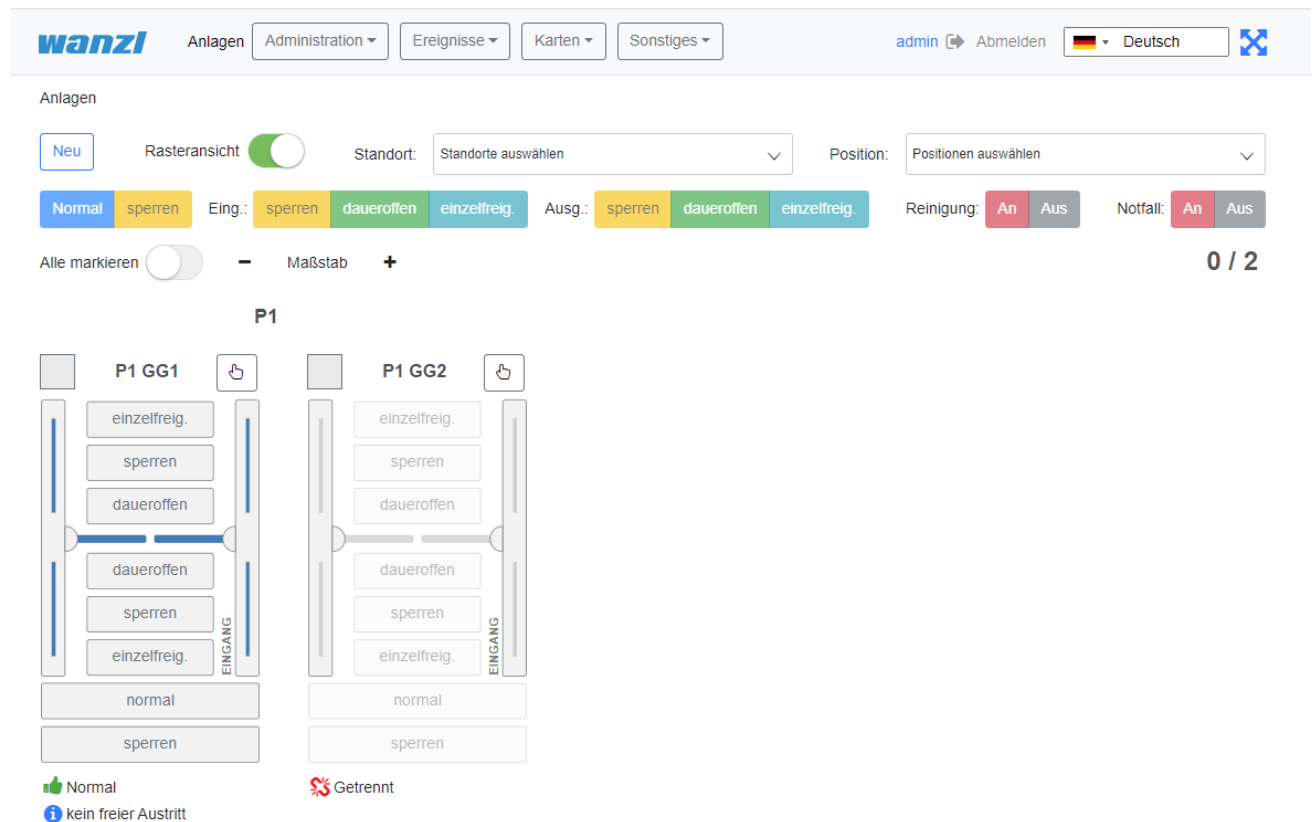 wanzl Anlagen Administration Ereignisse Karten Sonstiges admin Abmelden Deutsch
Anlagen
Neu Rasteransicht Standort: Standorte auswählen Position: Positionen auswählen
Normal sperren Eing.: sperren daueroffen einzelfreig. Ausg.: sperren daueroffen einzelfreig. Reinigung: An Aus Notfall: An Aus
Alle markieren − Maßstab + 0 / 2
P1
P1 GG1
einzelfreig.
sperren
daueroffen
daueroffen
sperren
einzelfreig.
EINGANG
normal
sperren
Normal
kein freier Austritt
P1 GG2
einzelfreig.
sperren
daueroffen
daueroffen
sperren
einzelfreig.
EINGANG
normal
sperren
Getrennt